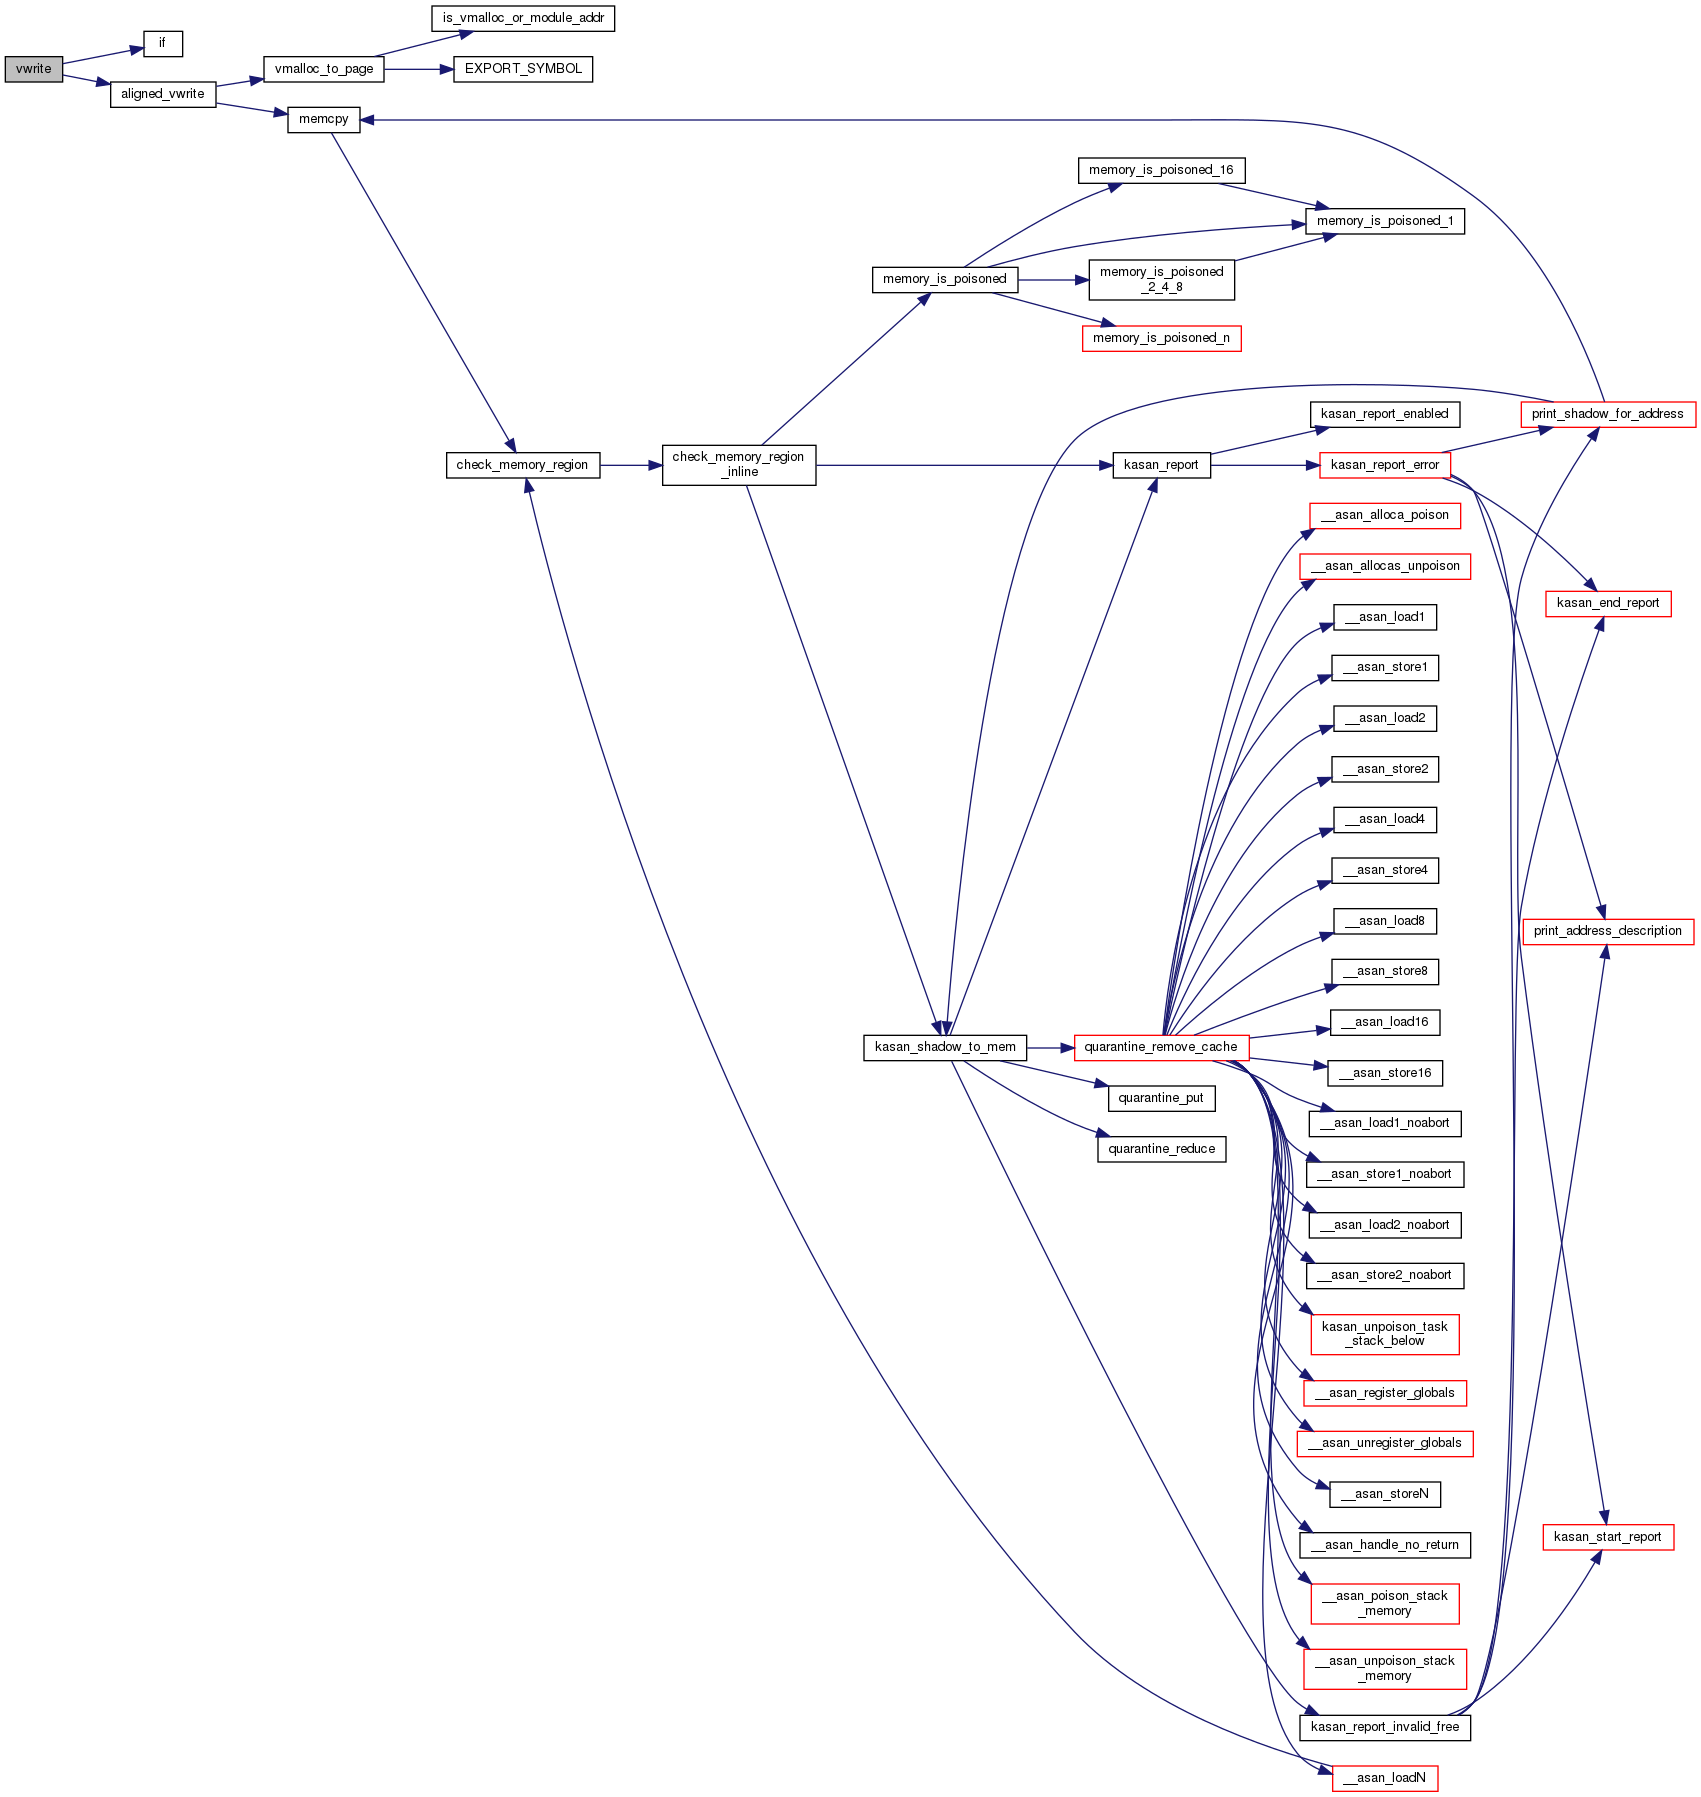 is_vmalloc_or_module_addr
if
vwrite
vmalloc_to_page
EXPORT_SYMBOL
aligned_vwrite
memcpy
memory_is_poisoned_16
memory_is_poisoned_1
memory_is_poisoned
memory_is_poisoned
_2_4_8
memory_is_poisoned_n
kasan_report_enabled
print_shadow_for_address
check_memory_region
check_memory_region
_inline
kasan_report
kasan_report_error
__asan_alloca_poison
__asan_allocas_unpoison
kasan_end_report
__asan_load1
__asan_store1
__asan_load2
__asan_store2
__asan_load4
__asan_store4
__asan_load8
print_address_description
__asan_store8
__asan_load16
kasan_shadow_to_mem
quarantine_remove_cache
__asan_store16
quarantine_put
__asan_load1_noabort
quarantine_reduce
__asan_store1_noabort
__asan_load2_noabort
__asan_store2_noabort
kasan_unpoison_task
_stack_below
__asan_register_globals
__asan_unregister_globals
__asan_storeN
kasan_start_report
__asan_handle_no_return
__asan_poison_stack
_memory
__asan_unpoison_stack
_memory
kasan_report_invalid_free
__asan_loadN